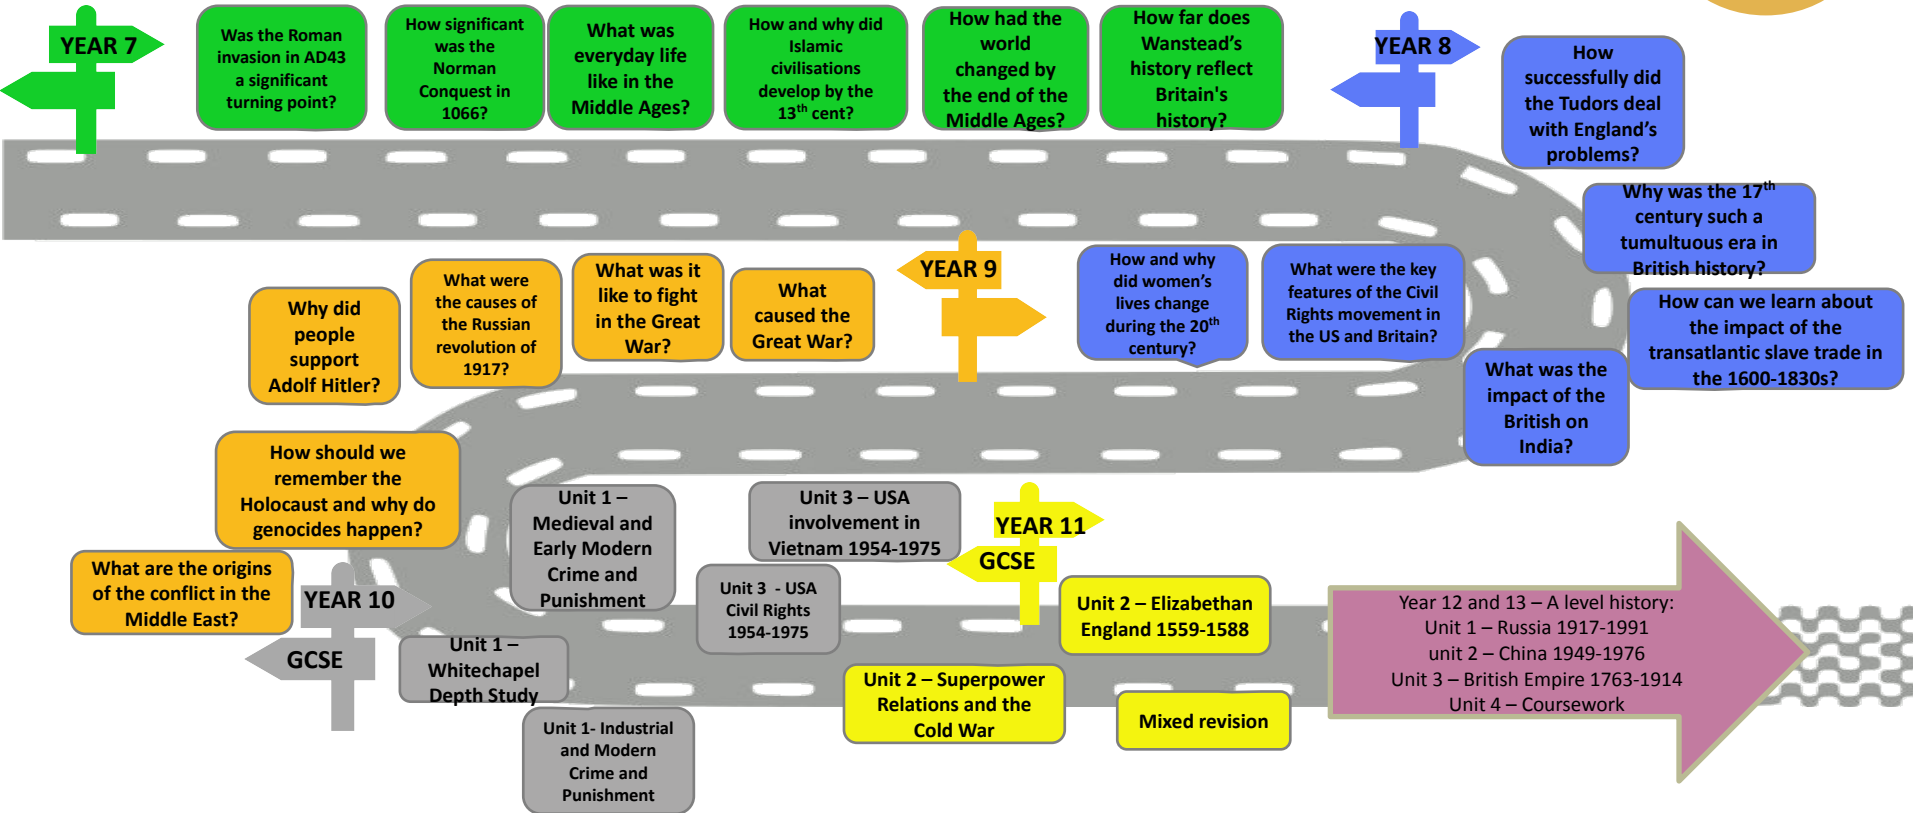 YEAR 7
Was the Roman
invasion in AD43
a significant
turning point?
How significant
was the
Norman
Conquest in
1066?
What was
everyday life
like in the
Middle Ages?
How and why did
Islamic
civilisations
develop by the
13th cent?
How had the
world
changed by
the end of the
Middle Ages?
How far does
Wanstead’s
history reflect
Britain's
history?
YEAR 8
How
successfully did
the Tudors deal
with England’s
problems?
Why was the 17th
century such a
tumultuous era in
British history?
How can we learn about
the impact of the
transatlantic slave trade in
the 1600-1830s?
What was the
impact of the
British on
India?
What were the key
features of the Civil
Rights movement in
the US and Britain?
How and why
did women’s
lives change
during the 20th
century?
YEAR 9
What
caused the
Great War?
What was it
like to fight
in the Great
War?
What were
the causes of
the Russian
revolution of
1917?
Why did
people
support
Adolf Hitler?
How should we
remember the
Holocaust and why do
genocides happen?
What are the origins
of the conflict in the
Middle East?
YEAR 10
GCSE
Unit 1 –
Medieval and
Early Modern
Crime and
Punishment
Unit 1 –
Whitechapel
Depth Study
Unit 1- Industrial
and Modern
Crime and
Punishment
Unit 3 - USA
Civil Rights
1954-1975
Unit 3 – USA
involvement in
Vietnam 1954-1975
YEAR 11
GCSE
Unit 2 – Superpower
Relations and the
Cold War
Unit 2 – Elizabethan
England 1559-1588
Mixed revision
Year 12 and 13 – A level history:
Unit 1 – Russia 1917-1991
unit 2 – China 1949-1976
Unit 3 – British Empire 1763-1914
Unit 4 – Coursework